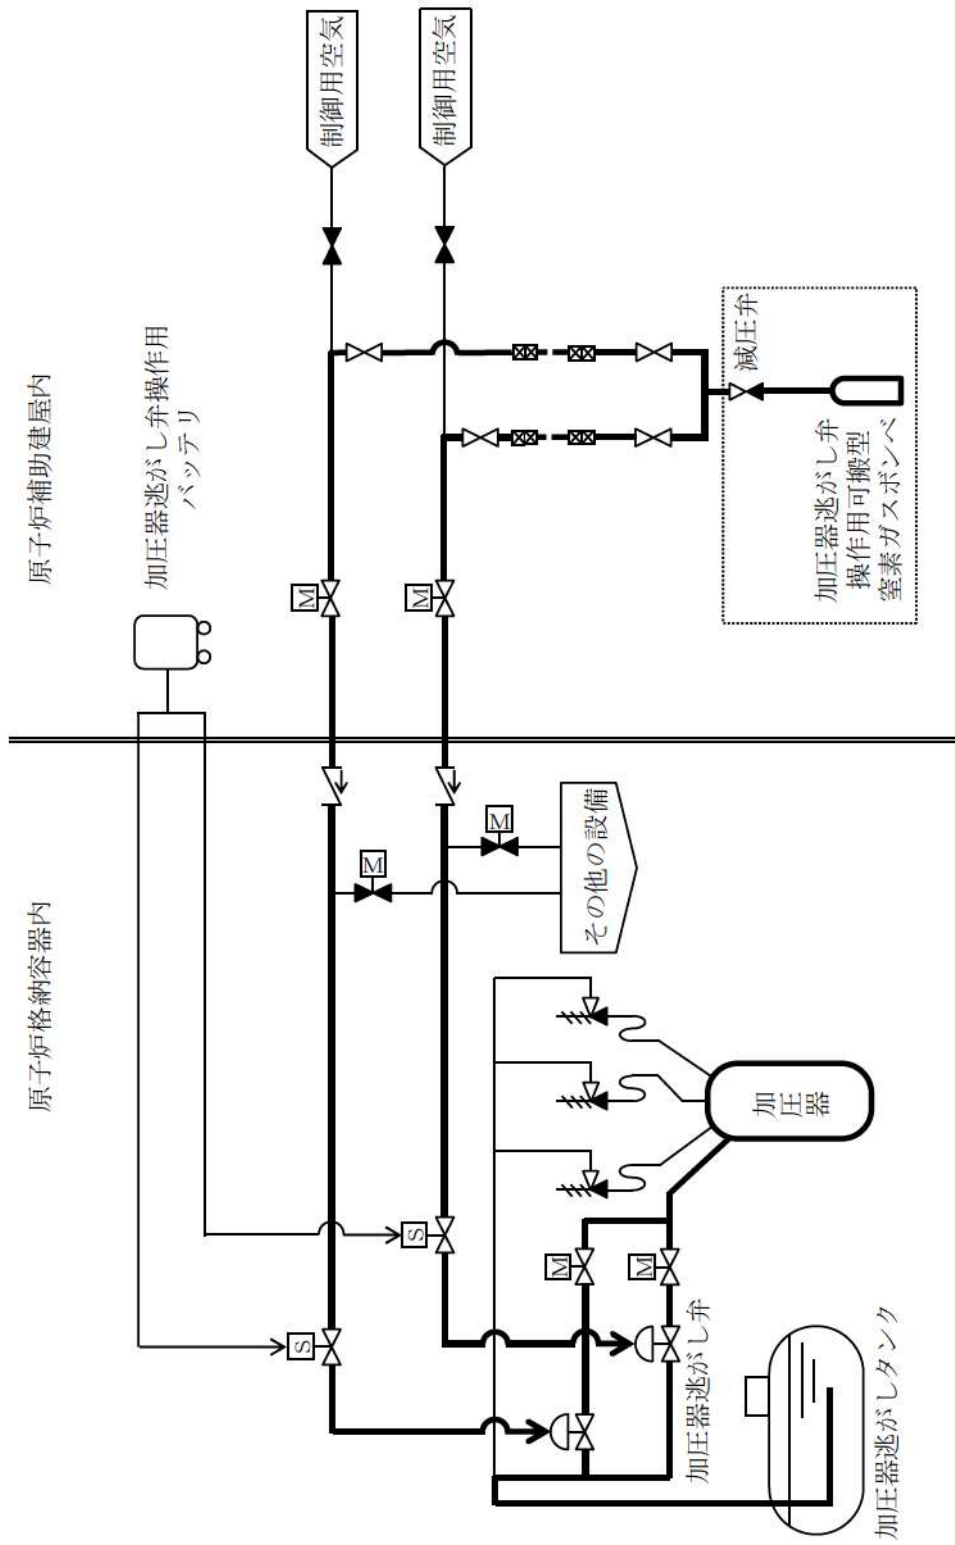 原子炉格納容器内
原子炉補助建屋内
加圧器逃がし弁操作用
バッテリ
制御用空気
制御用空気
S
S
M
M
M
M
M
M
その他の設備
減圧弁
加圧器逃がし弁
操作用可搬型
窒素ガスボンベ
加圧器
加圧器逃がし弁
加圧器逃がしタンク